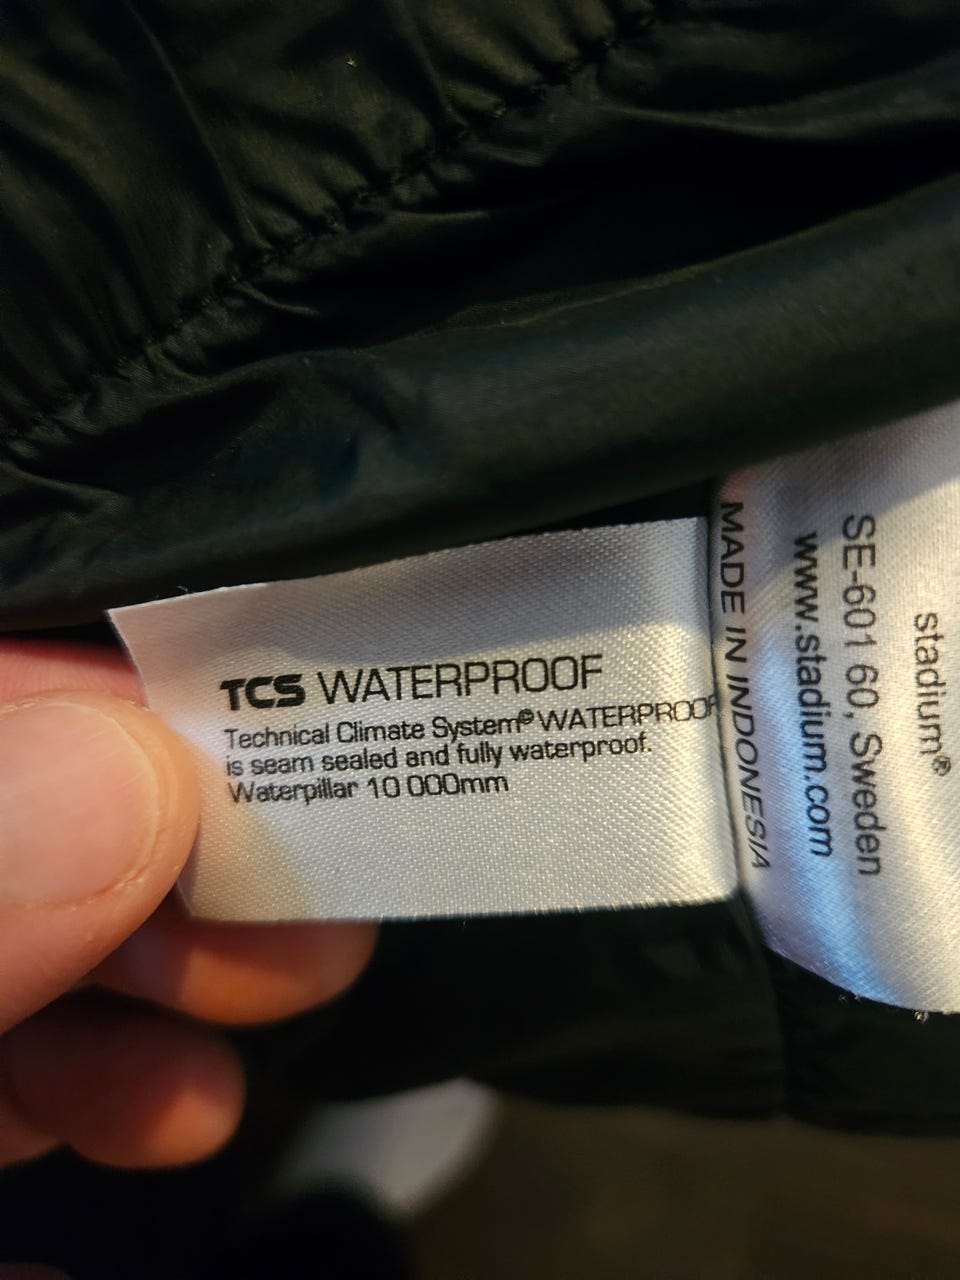 TCS WATERPROOF
Technical Climate System® WATERPROOF
is seam sealed and fully waterproof.
Waterpillar 10 000mm
stadium®
SE-601 60, Sweden
www.stadium.com
MADE IN INDONESIA